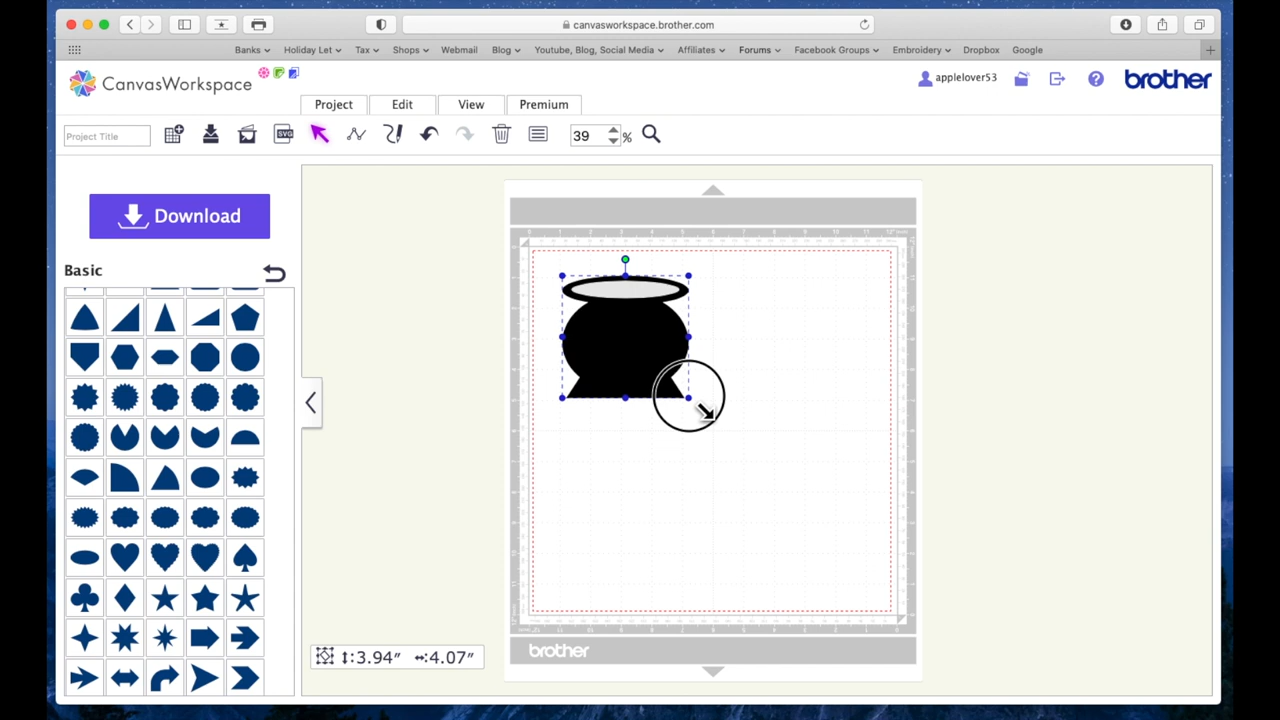 canvasworkspace.brother.com
Banks Holiday Let Tax Shops Webmail Blog Youtube, Blog, Social Media Affiliates Forums Facebook Groups Embroidery Dropbox Google
CanvasWorkspace
applelover53
brother
Project Edit View Premium
Project Title
SVG
39 %
Download
Basic
3.94" 4.07"
brother